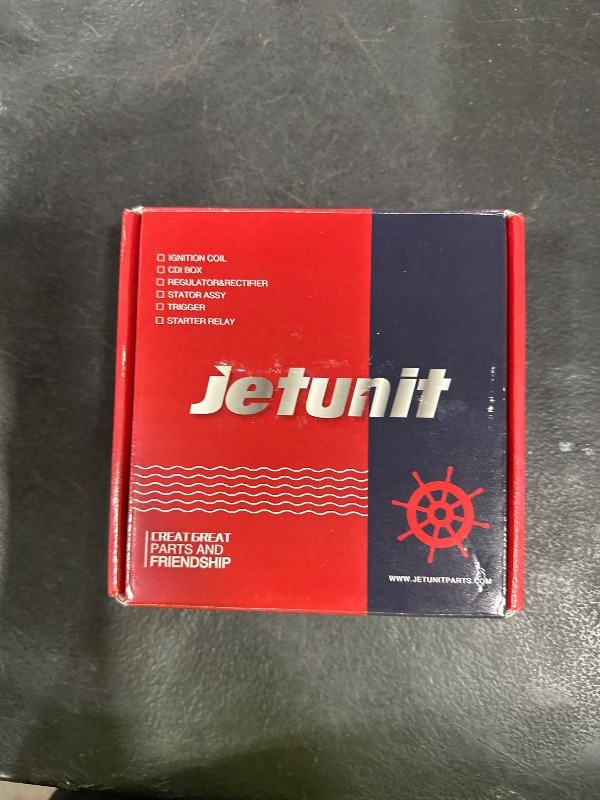 IGNITION COIL
CDI BOX
REGULATOR&RECTIFIER
STATOR ASSY
TRIGGER
STARTER RELAY
Jetunit
CREAT GREAT
PARTS AND
FRIENDSHIP
WWW.JETUNITPARTS.COM